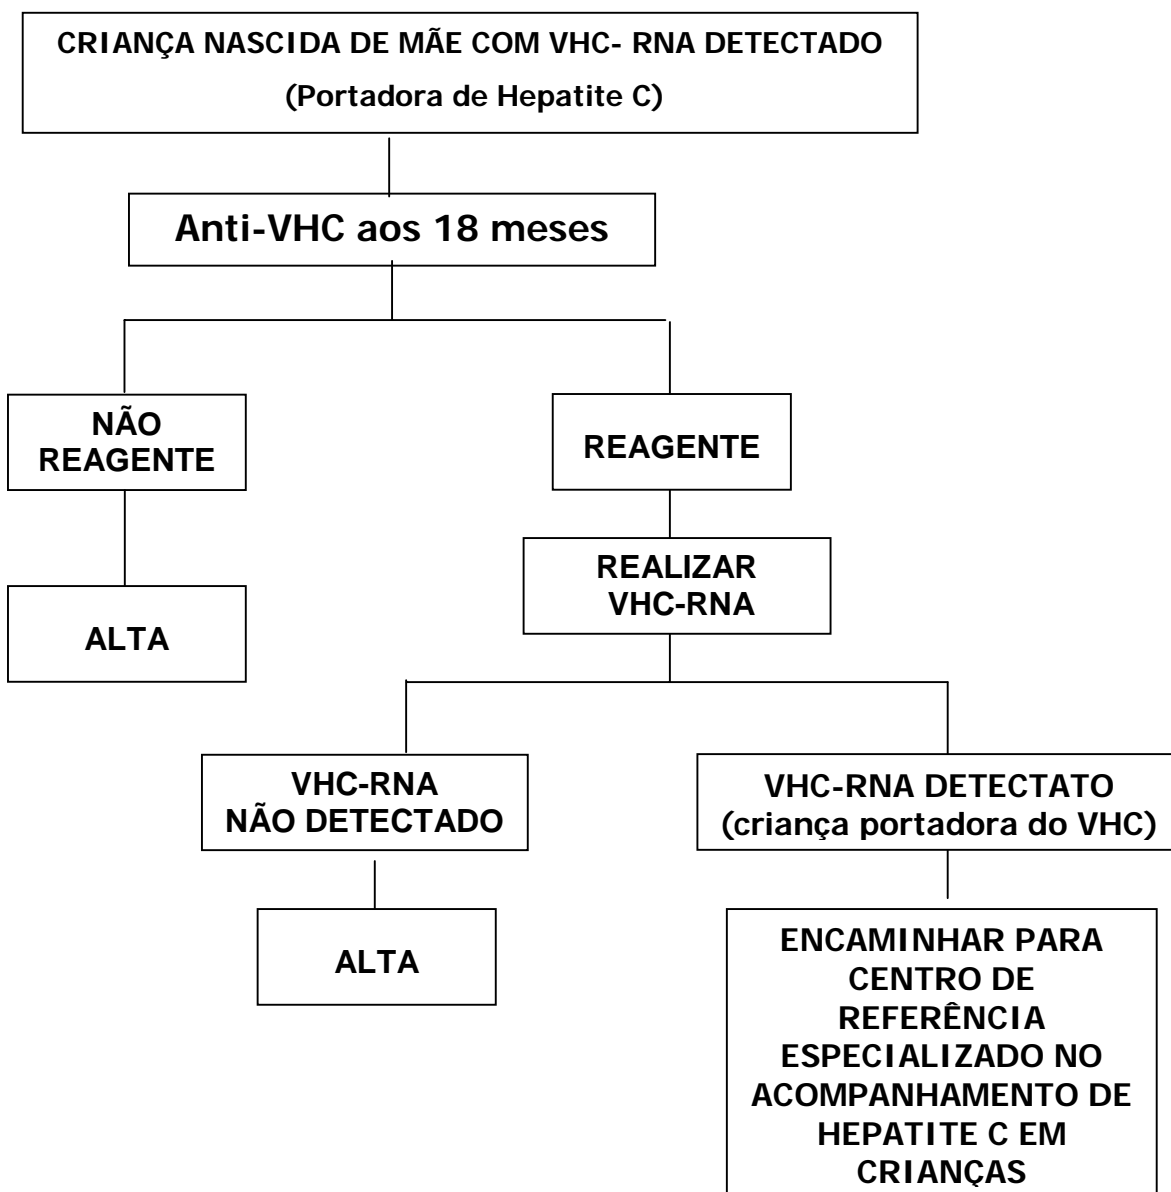 CRIANÇA NASCIDA DE MÃE COM VHC- RNA DETECTADO
(Portadora de Hepatite C)
Anti-VHC aos 18 meses
NÃO
REAGENTE
REAGENTE
REALIZAR
VHC-RNA
ALTA
VHC-RNA
NÃO DETECTADO
VHC-RNA DETECTATO
(criança portadora do VHC)
ALTA
ENCAMINHAR PARA
CENTRO DE
REFERÊNCIA
ESPECIALIZADO NO
ACOMPANHAMENTO DE
HEPATITE C EM
CRIANÇAS